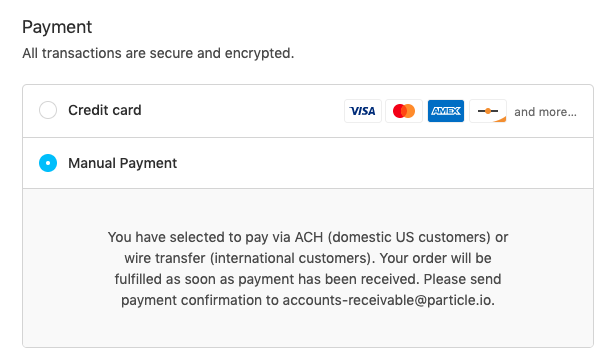 Payment
All transactions are secure and encrypted.
Credit card VISA AMEX and more...
Manual Payment
You have selected to pay via ACH (domestic US customers) or
wire transfer (international customers). Your order will be
fulfilled as soon as payment has been received. Please send
payment confirmation to accounts-receivable@particle.io.